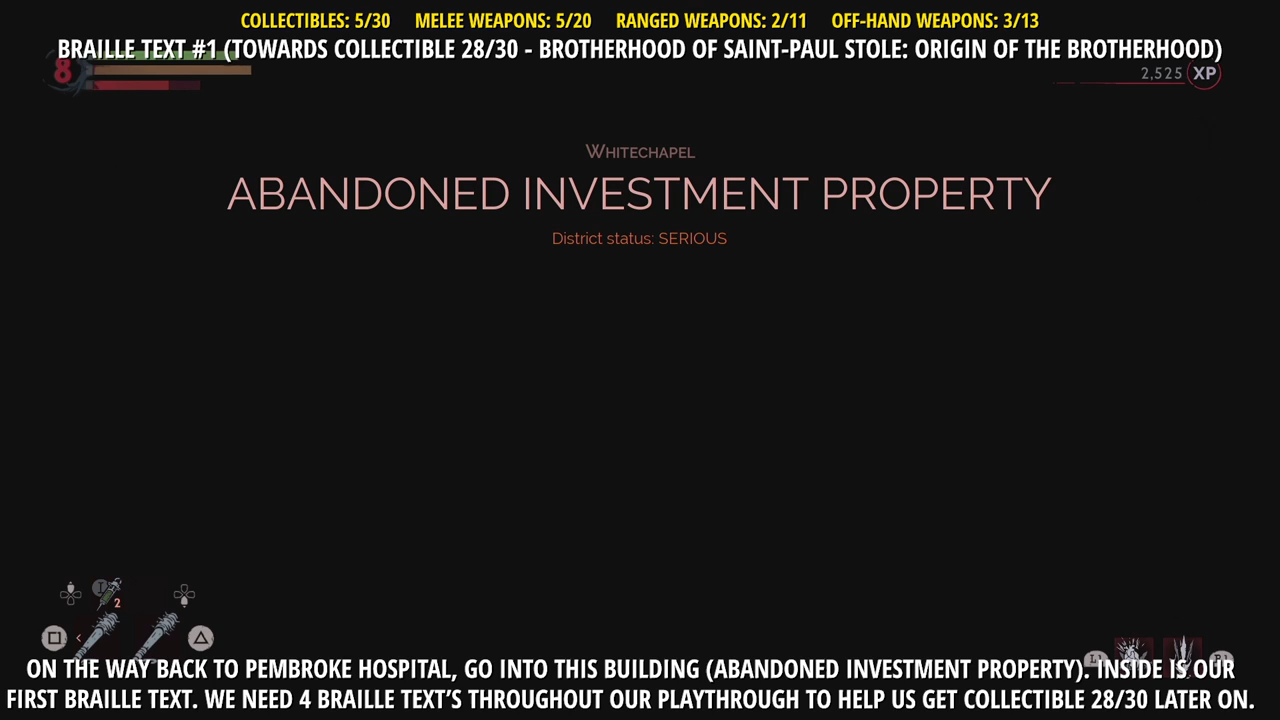 COLLECTIBLES: 5/30 MELEE WEAPONS: 5/20 RANGED WEAPONS: 2/11 OFF-HAND WEAPONS: 3/13
BRAILLE TEXT #1 (TOWARDS COLLECTIBLE 28/30 - BROTHERHOOD OF SAINT-PAUL STOLE: ORIGIN OF THE BROTHERHOOD)
8
2,525 XP
WHITECHAPEL
ABANDONED INVESTMENT PROPERTY
District status: SERIOUS
2
ON THE WAY BACK TO PEMBROKE HOSPITAL, GO INTO THIS BUILDING (ABANDONED INVESTMENT PROPERTY). INSIDE IS OUR
FIRST BRAILLE TEXT. WE NEED 4 BRAILLE TEXT'S THROUGHOUT OUR PLAYTHROUGH TO HELP US GET COLLECTIBLE 28/30 LATER ON.